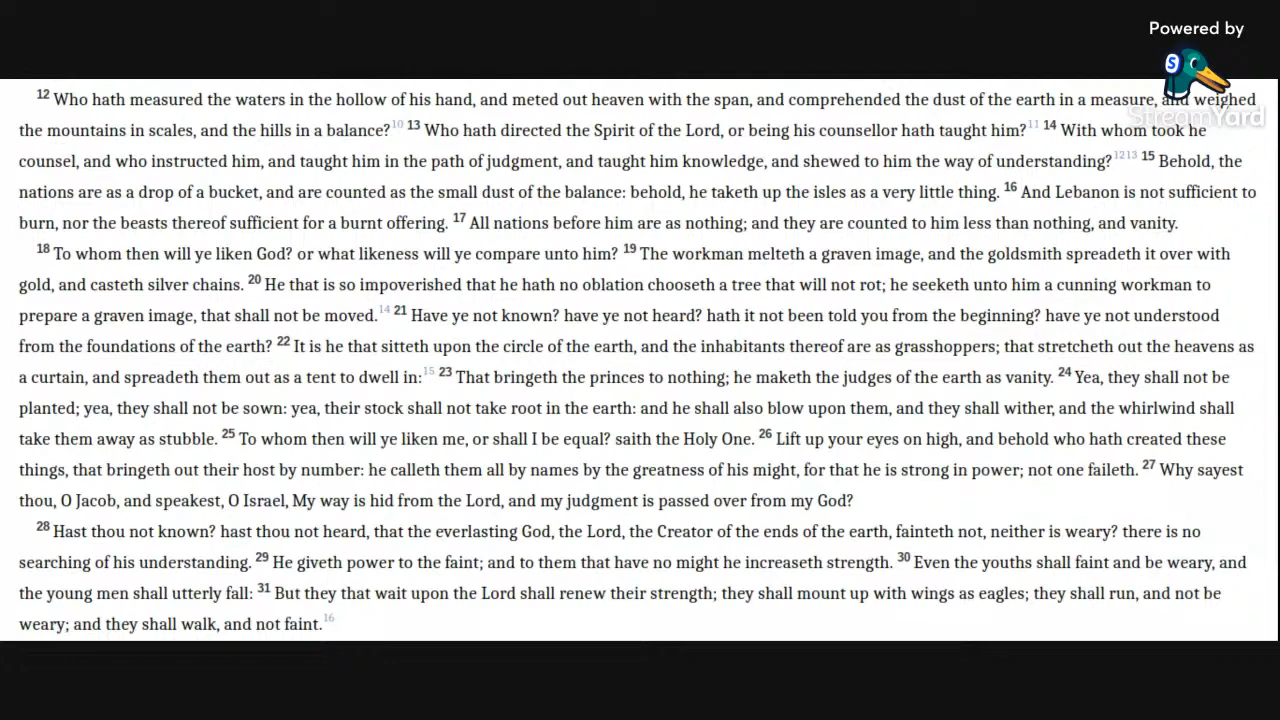 Powered by
StreamYard
12 Who hath measured the waters in the hollow of his hand, and meted out heaven with the span, and comprehended the dust of the earth in a measure, and weighed
the mountains in scales, and the hills in a balance?10 13 Who hath directed the Spirit of the Lord, or being his counsellor hath taught him?11 14 With whom took he
counsel, and who instructed him, and taught him in the path of judgment, and taught him knowledge, and shewed to him the way of understanding?1213 15 Behold, the
nations are as a drop of a bucket, and are counted as the small dust of the balance: behold, he taketh up the isles as a very little thing. 16 And Lebanon is not sufficient to
burn, nor the beasts thereof sufficient for a burnt offering. 17 All nations before him are as nothing; and they are counted to him less than nothing, and vanity.
18 To whom then will ye liken God? or what likeness will ye compare unto him? 19 The workman melteth a graven image, and the goldsmith spreadeth it over with
gold, and casteth silver chains. 20 He that is so impoverished that he hath no oblation chooseth a tree that will not rot; he seeketh unto him a cunning workman to
prepare a graven image, that shall not be moved.14 21 Have ye not known? have ye not heard? hath it not been told you from the beginning? have ye not understood
from the foundations of the earth? 22 It is he that sitteth upon the circle of the earth, and the inhabitants thereof are as grasshoppers; that stretcheth out the heavens as
a curtain, and spreadeth them out as a tent to dwell in:15 23 That bringeth the princes to nothing; he maketh the judges of the earth as vanity. 24 Yea, they shall not be
planted; yea, they shall not be sown: yea, their stock shall not take root in the earth: and he shall also blow upon them, and they shall wither, and the whirlwind shall
take them away as stubble. 25 To whom then will ye liken me, or shall I be equal? saith the Holy One. 26 Lift up your eyes on high, and behold who hath created these
things, that bringeth out their host by number: he calleth them all by names by the greatness of his might, for that he is strong in power; not one faileth. 27 Why sayest
thou, O Jacob, and speakest, O Israel, My way is hid from the Lord, and my judgment is passed over from my God?
28 Hast thou not known? hast thou not heard, that the everlasting God, the Lord, the Creator of the ends of the earth, fainteth not, neither is weary? there is no
searching of his understanding. 29 He giveth power to the faint; and to them that have no might he increaseth strength. 30 Even the youths shall faint and be weary, and
the young men shall utterly fall: 31 But they that wait upon the Lord shall renew their strength; they shall mount up with wings as eagles; they shall run, and not be
weary; and they shall walk, and not faint.16